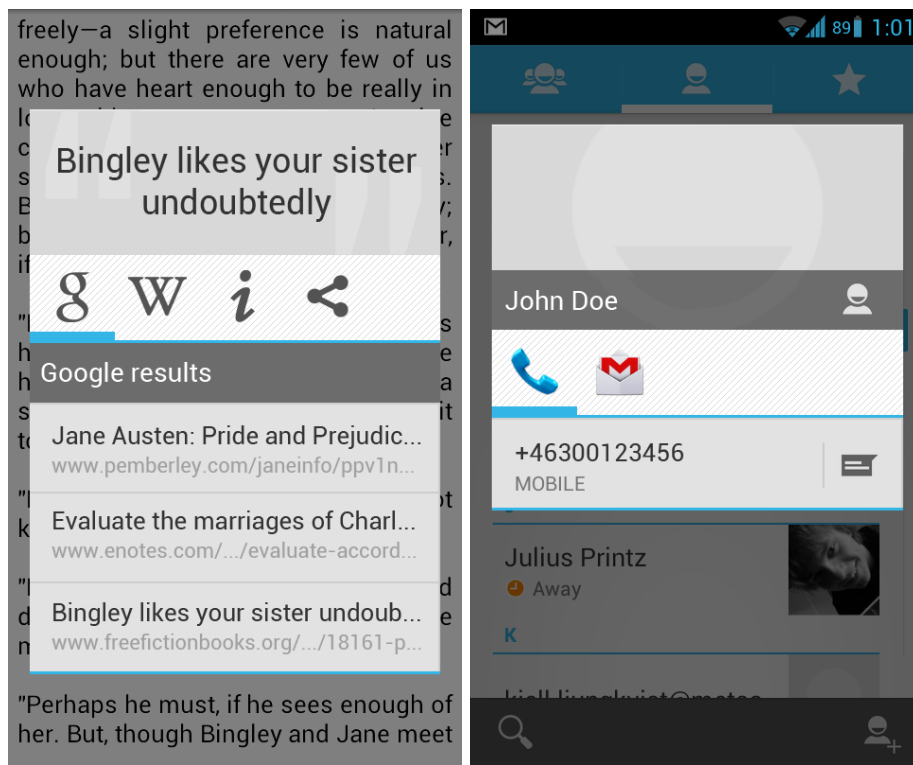 freely—a slight preference is natural
enough; but there are very few of us
who have heart enough to be really in
Bingley likes your sister
undoubtedly
g W i
Google results
Jane Austen: Pride and Prejudic...
www.pemberley.com/janeinfo/ppv1n...
Evaluate the marriages of Charl...
www.enotes.com/.../evaluate-accord...
Bingley likes your sister undoub...
www.freefictionbooks.org/.../18161-p...
"Perhaps he must, if he sees enough of
her. But, though Bingley and Jane meet
89 1:01
John Doe
+46300123456
MOBILE
Julius Printz
Away
K